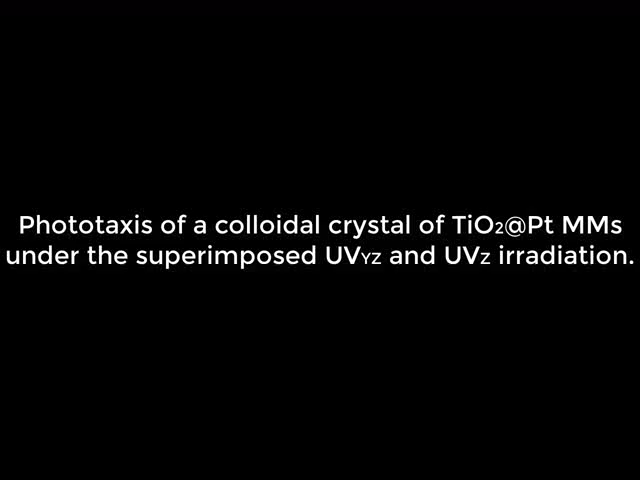 Phototaxis of a colloidal crystal of TiO₂@Pt MMs
under the superimposed UVYZ and UVZ irradiation.